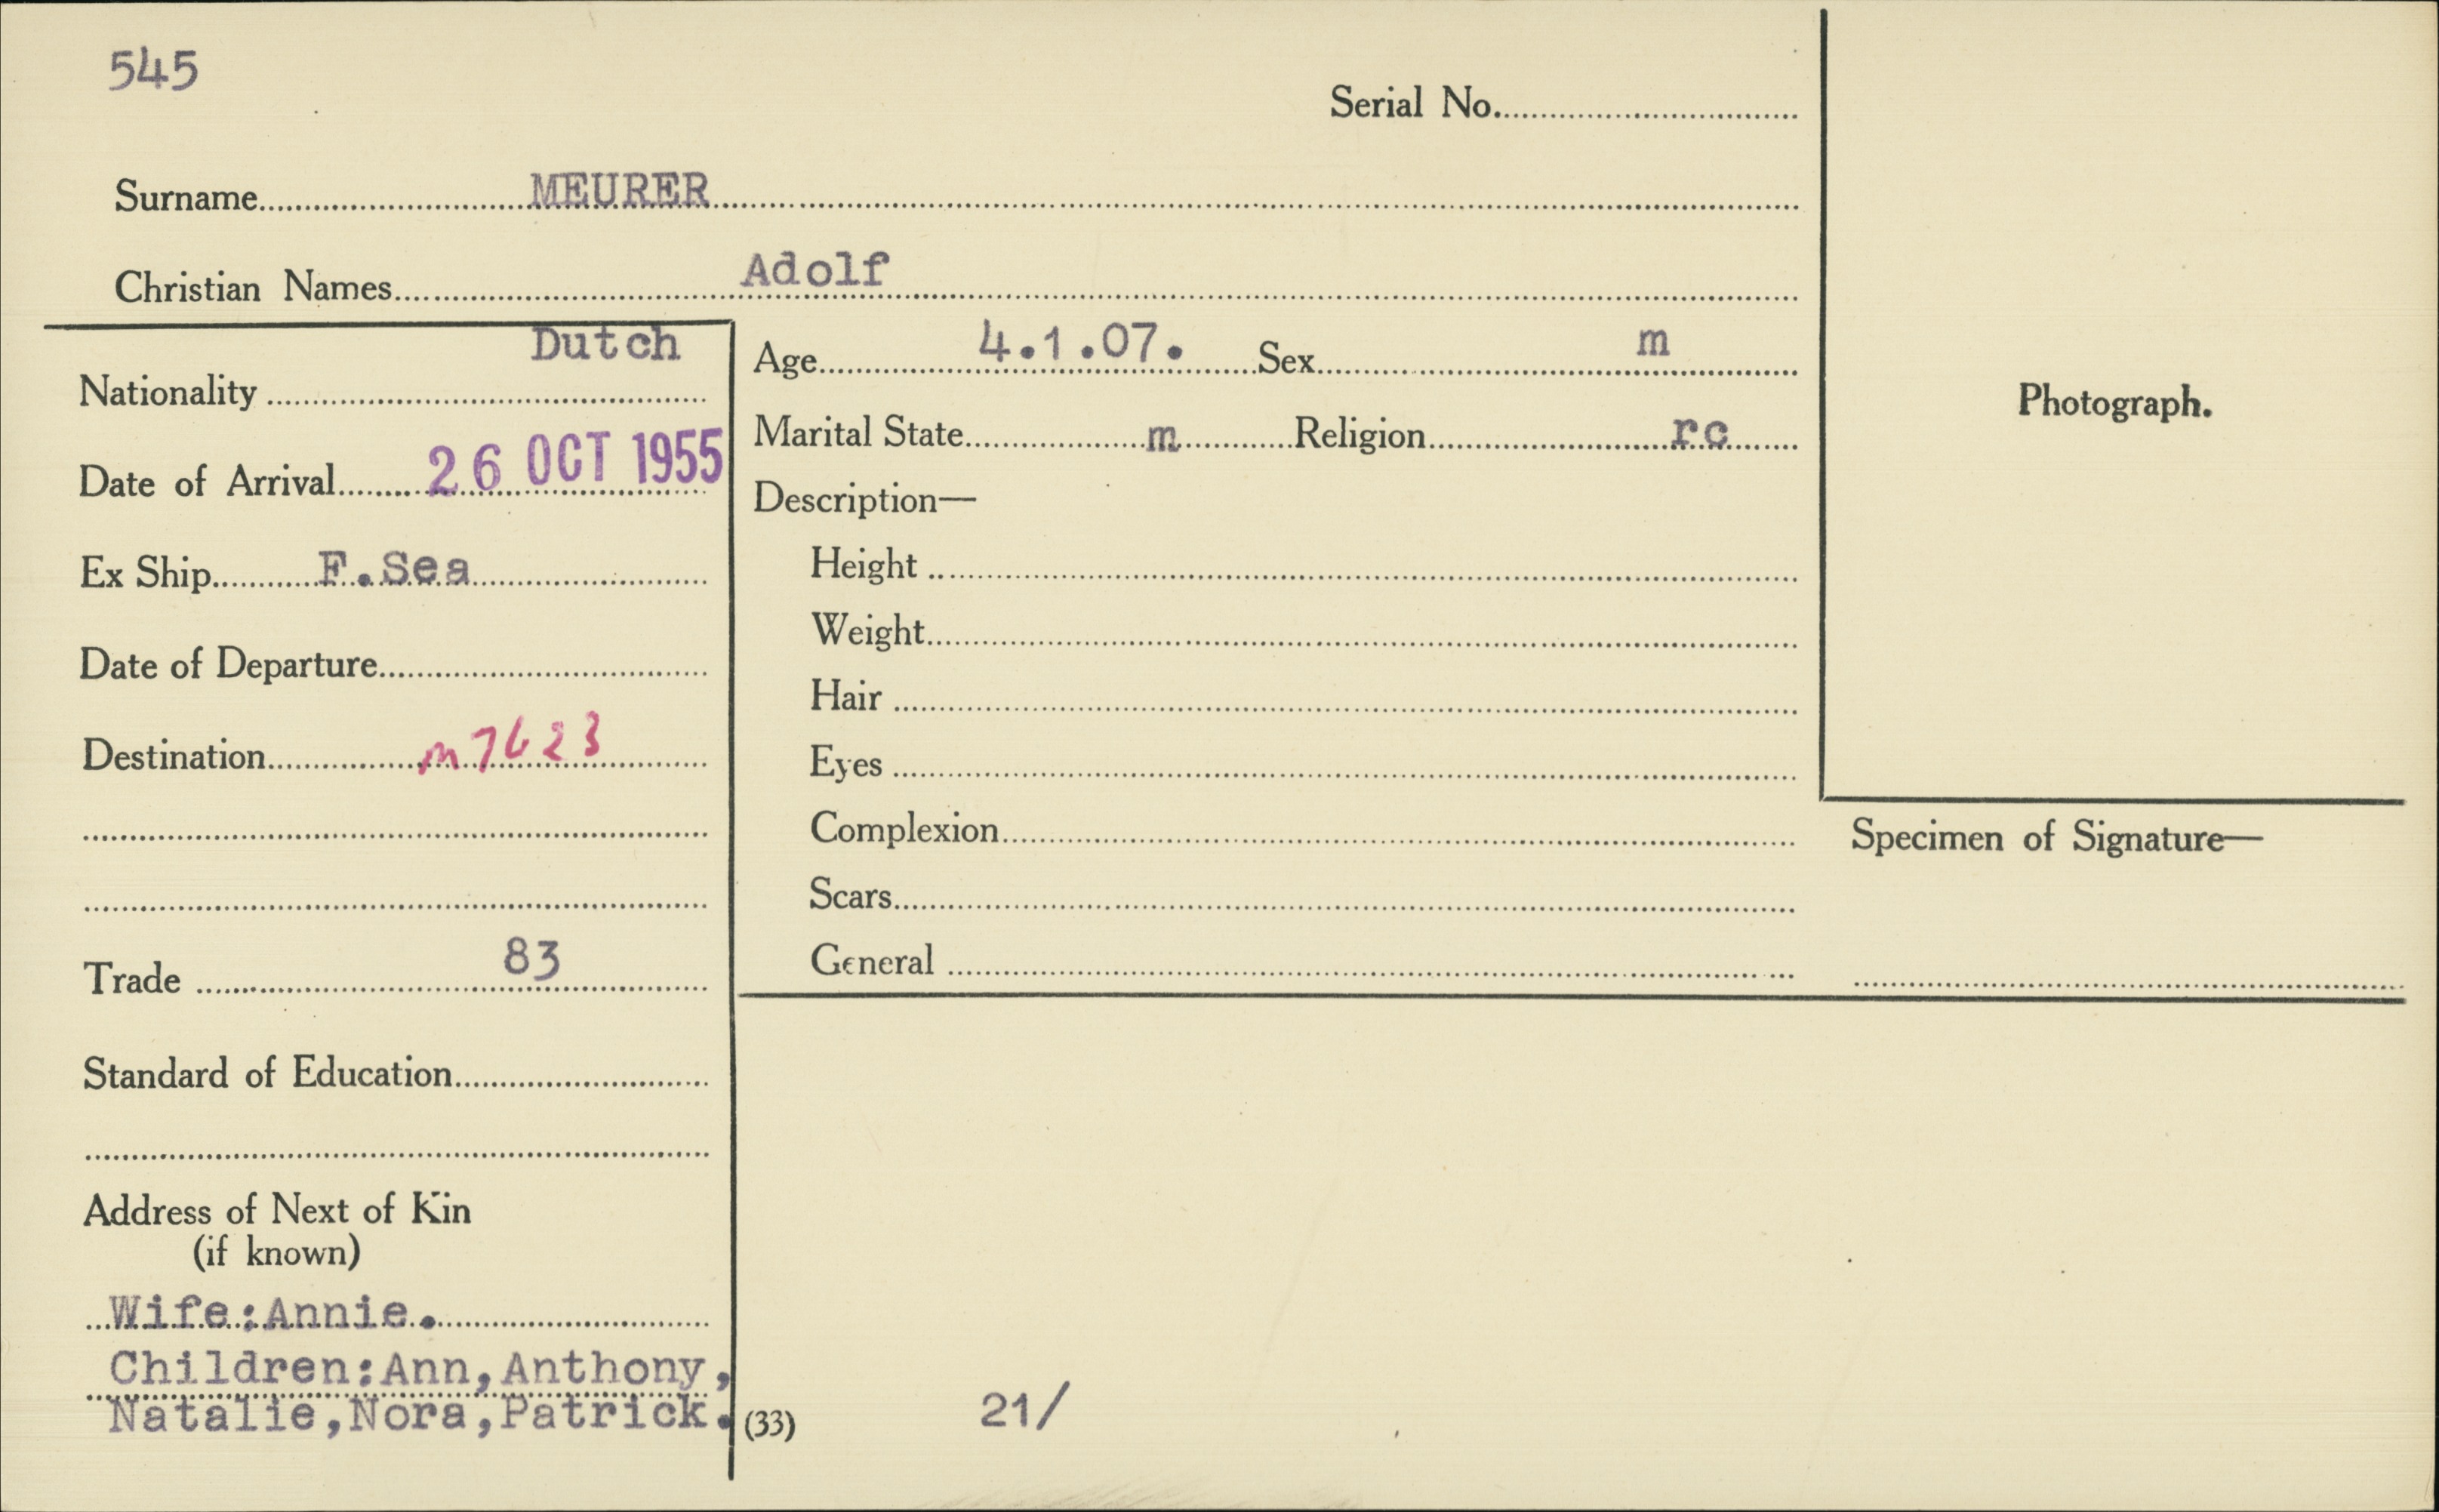 545
Serial No.
Surname MEURER
Christian Names Adolf
Nationality Dutch
Date of Arrival 26 OCT 1955
Ex Ship F.Sea
Date of Departure
Destination m7623
Trade 83
Standard of Education
Address of Next of Kin
(if known)
Wife:Annie.
Children:Ann,Anthony,
Natalie,Nora,Patrick.
Age 4.1.07. Sex m
Marital State m Religion rc
Description—
Height
Weight
Hair
Eyes
Complexion
Scars
General
(33) 21/
Photograph.
Specimen of Signature—